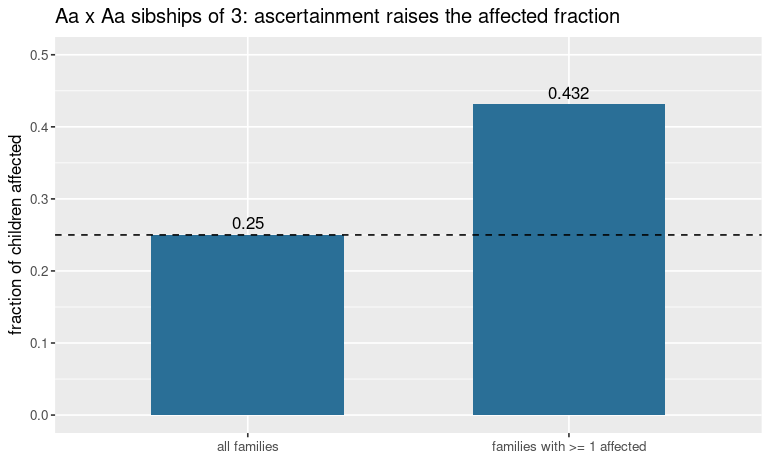 Aa x Aa sibships of 3: ascertainment raises the affected fraction
fraction of children affected
0.5
0.4
0.3
0.2
0.1
0.0
0.25
0.432
all families
families with >= 1 affected